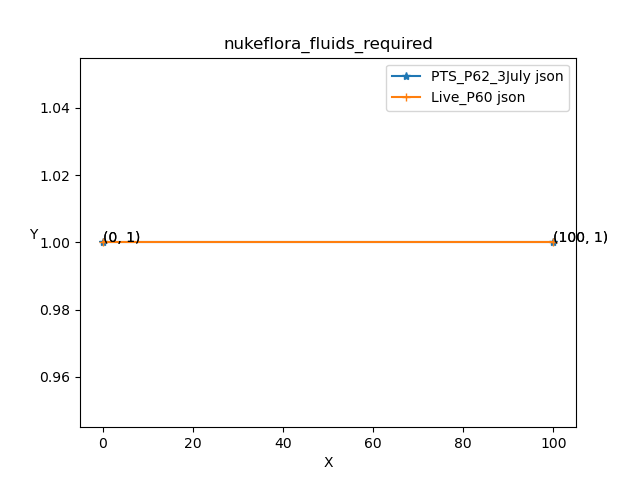 nukeflora_fluids_required
PTS_P62_3July json
Live_P60 json
1.04
1.02
Y
1.00
(0, 1)
(100, 1)
0.98
0.96
0
20
40
60
80
100
X